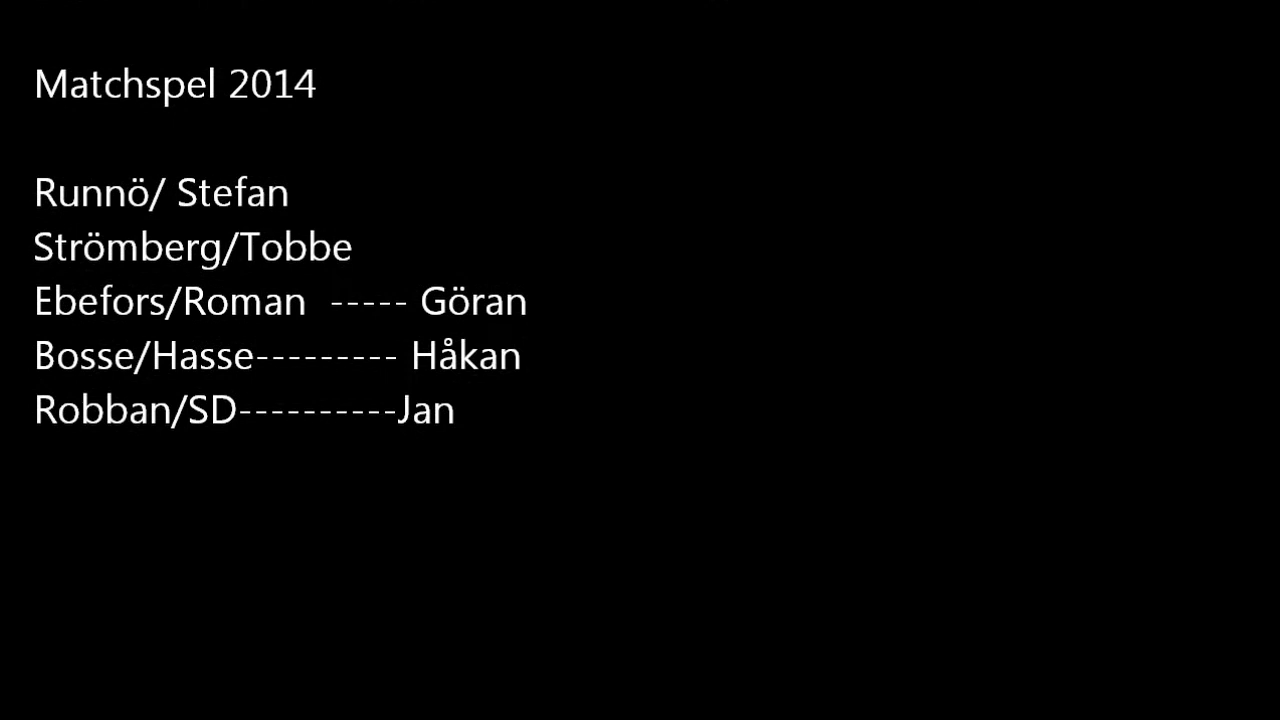 Matchspel 2014
Runnö/ Stefan
Strömberg/Tobbe
Ebefors/Roman  ----- Göran
Bosse/Hasse--------- Håkan
Robban/SD----------Jan